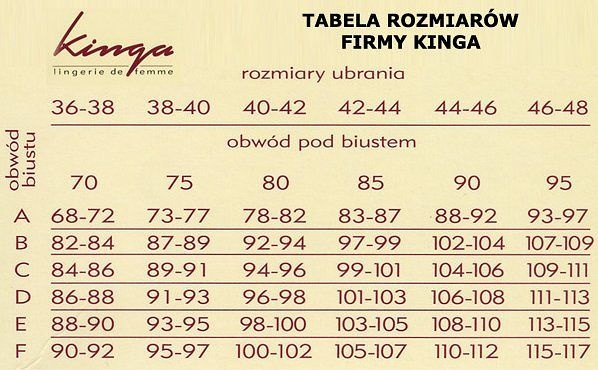 TABELA ROZMIARÓW
FIRMY KINGA
kinga
lingerie de femme
rozmiary ubrania
36-38 38-40 40-42 42-44 44-46 46-48
obwód pod biustem
obwód
biustu
70 75 80 85 90 95
A 68-72 73-77 78-82 83-87 88-92 93-97
B 82-84 87-89 92-94 97-99 102-104 107-109
C 84-86 89-91 94-96 99-101 104-106 109-111
D 86-88 91-93 96-98 101-103 106-108 111-113
E 88-90 93-95 98-100 103-105 108-110 113-115
F 90-92 95-97 100-102 105-107 110-112 115-117